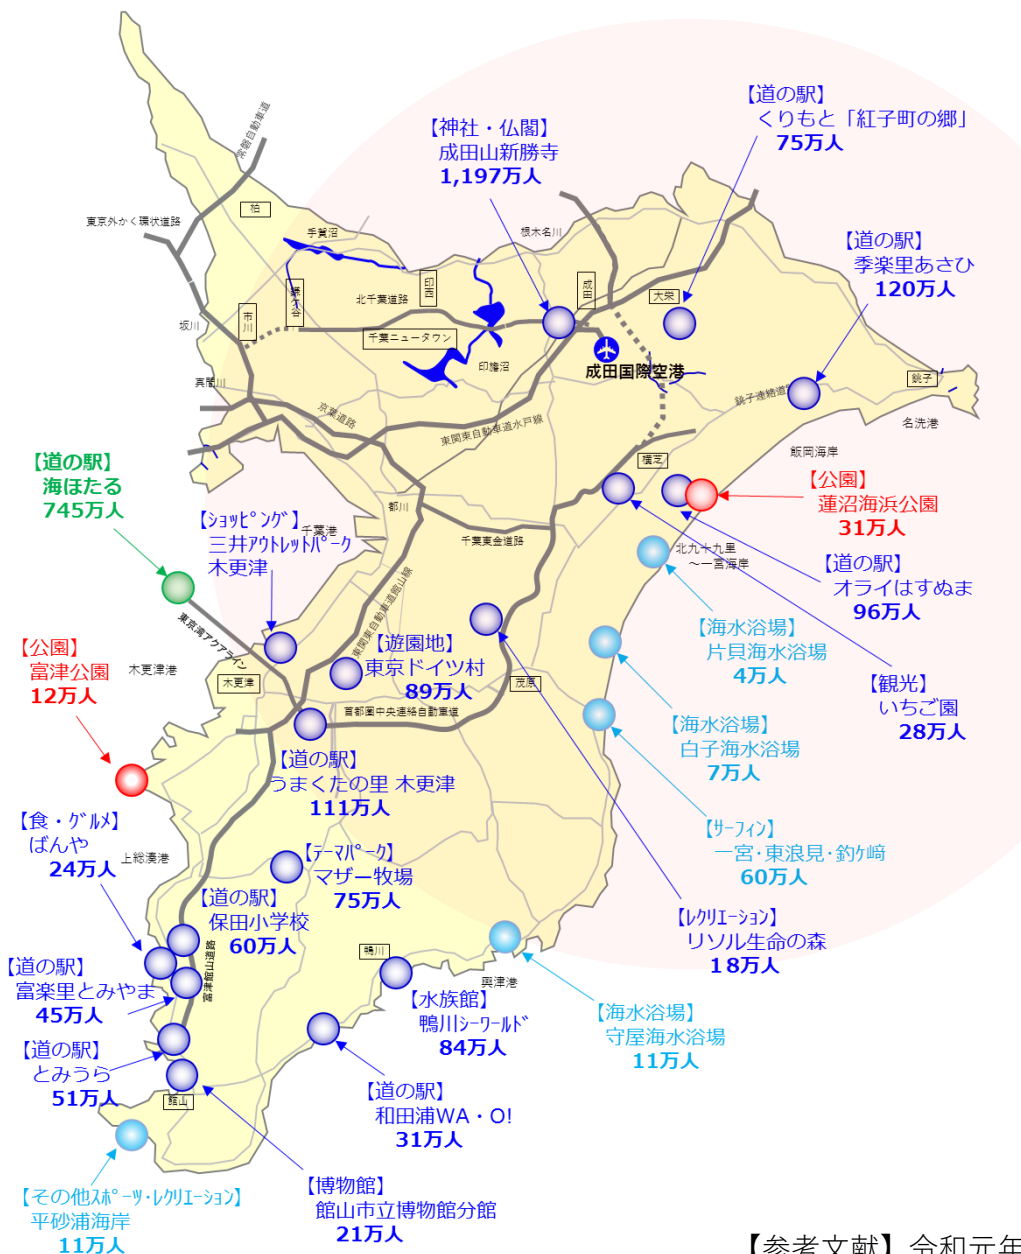 【道の駅】
くりもと「紅子町の郷」
75万人
【神社・仏閣】
成田山新勝寺
1,197万人
常磐自動車道
柏
東京外かく環状道路
手賀沼
根木名川
【道の駅】
季楽里あさひ
120万人
鎌ケ谷
印西
成田
大栄
北千葉道路
市川
坂川
千葉ニュータウン
印旛沼
成田国際空港
真間川
京葉道路
東関東自動車道水戸線
銚子連絡道
銚子
名洗港
飯岡海岸
横芝
【道の駅】
海ほたる
745万人
【公園】
蓮沼海浜公園
31万人
【ｼｮｯﾋﾟﾝｸﾞ】
三井ｱｳﾄﾚｯﾄﾊﾟｰｸ
木更津
千葉港
都川
千葉東金道路
北九十九里
～一宮海岸
【道の駅】
オライはすぬま
96万人
東関東自動車道館山線
東京湾アクアライン
【公園】
富津公園
12万人
木更津港
木更津
【遊園地】
東京ドイツ村
89万人
茂原
首都圏中央連絡自動車道
【海水浴場】
片貝海水浴場
4万人
【観光】
いちご園
28万人
【海水浴場】
白子海水浴場
7万人
【道の駅】
うまくたの里 木更津
111万人
【食・ｸﾞﾙﾒ】
ばんや
24万人
上総湊港
【ｻｰﾌｨﾝ】
一宮･東浪見･釣ケ﨑
60万人
【ﾃｰﾏﾊﾟｰｸ】
マザー牧場
75万人
【道の駅】
保田小学校
60万人
【ﾚｸﾘｴｰｼｮﾝ】
リソル生命の森
18万人
富津館山道路
鴨川
興津港
【道の駅】
富楽里とみやま
45万人
【水族館】
鴨川ｼｰﾜｰﾙﾄﾞ
84万人
【海水浴場】
守屋海水浴場
11万人
【道の駅】
とみうら
51万人
館山
【道の駅】
和田浦WA・O!
31万人
【その他ｽﾎﾟｰﾂ･ﾚｸﾘｴｰｼｮﾝ】
平砂浦海岸
11万人
【博物館】
館山市立博物館分館
21万人
【参考文献】令和元年